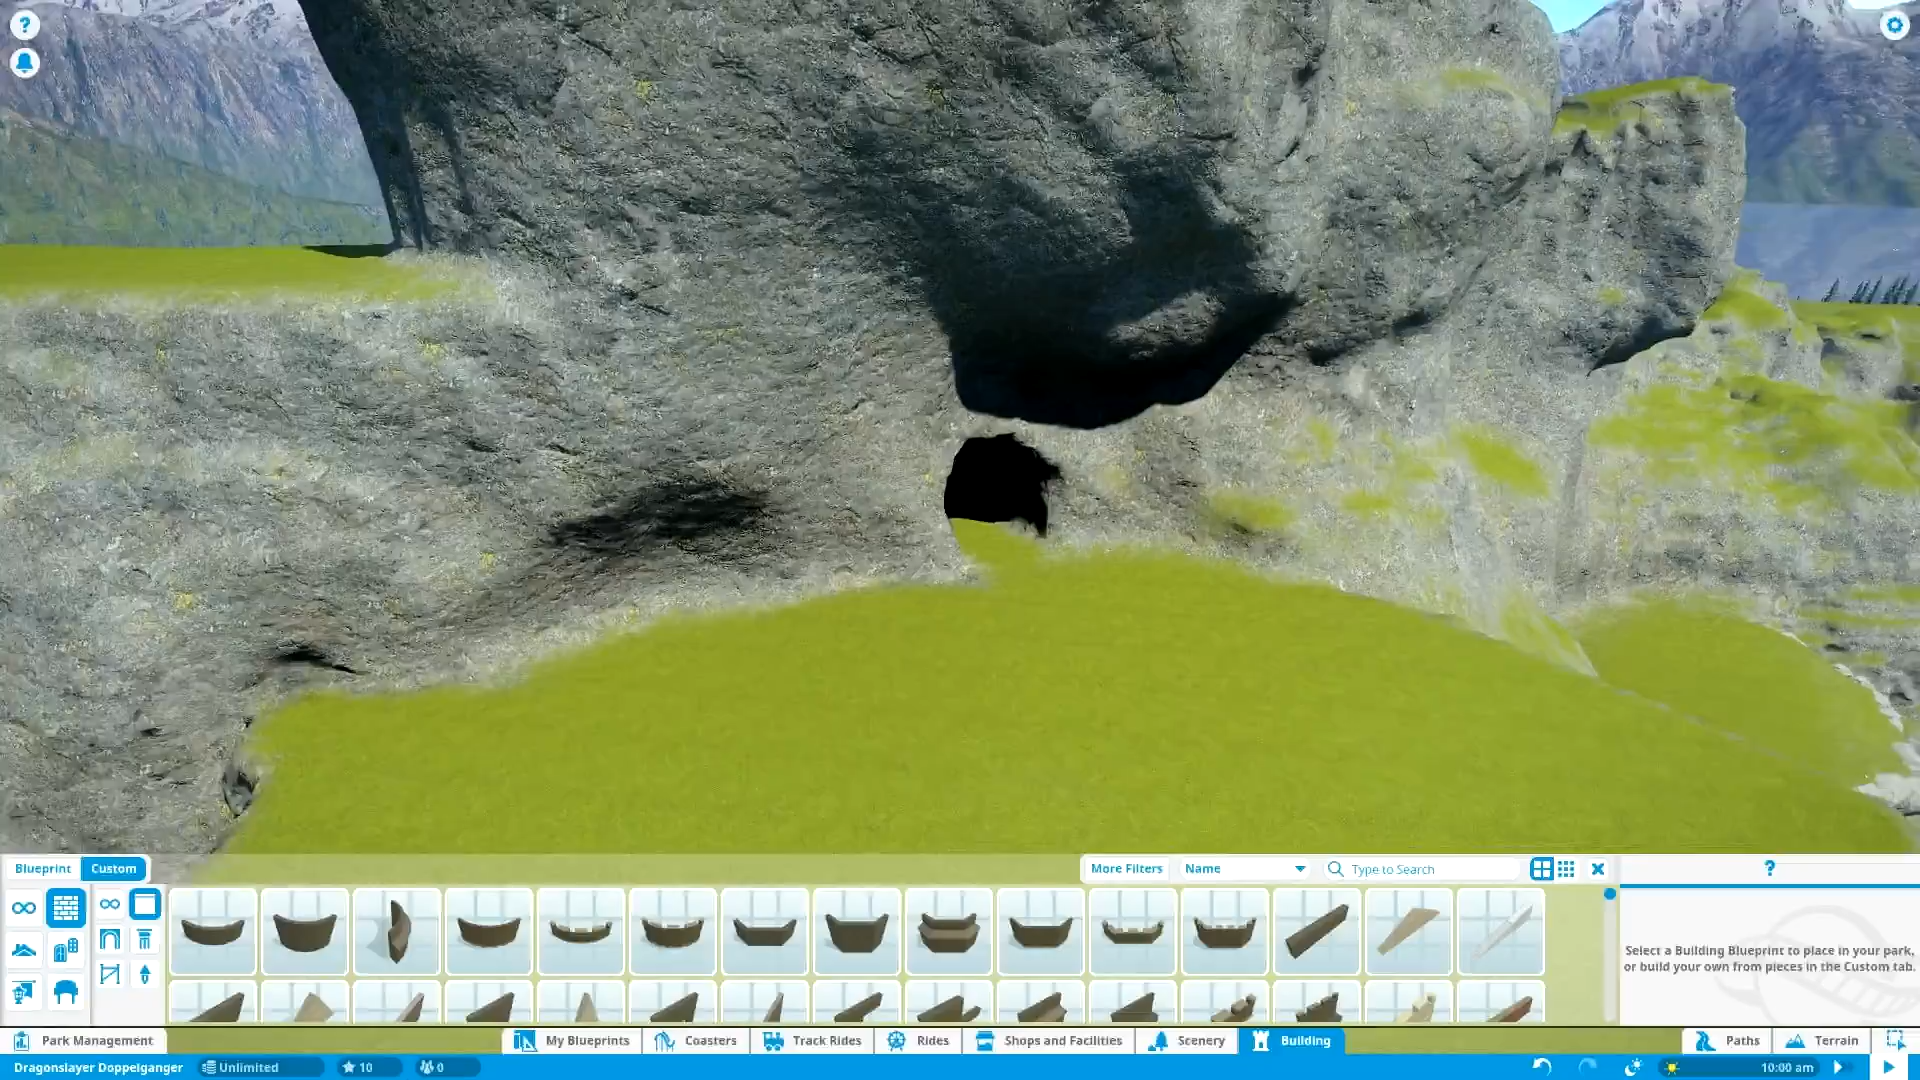 ?
Blueprint
Custom
More Filters
Name
Type to Search
?
Select a Building Blueprint to place in your park,
or build your own from pieces in the Custom tab.
Park Management
My Blueprints
Coasters
Track Rides
Rides
Shops and Facilities
Scenery
Building
Paths
Terrain
Dragonslayer Doppelganger
Unlimited
10
0
10:00 am